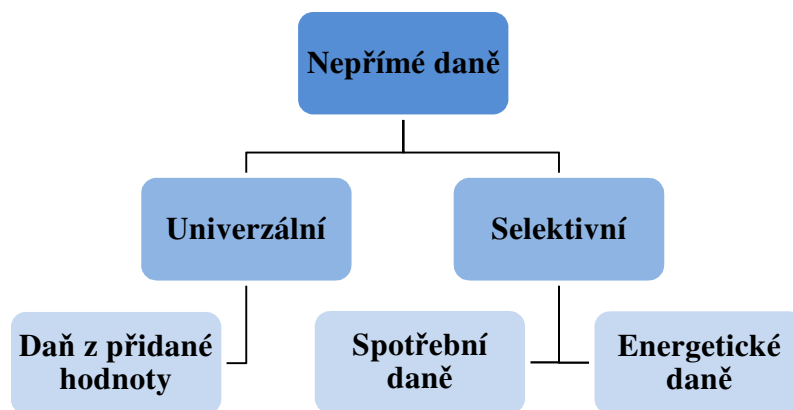 Nepřímé daně
Univerzální
Selektivní
Daň z přidané
hodnoty
Spotřební
daně
Energetické
daně